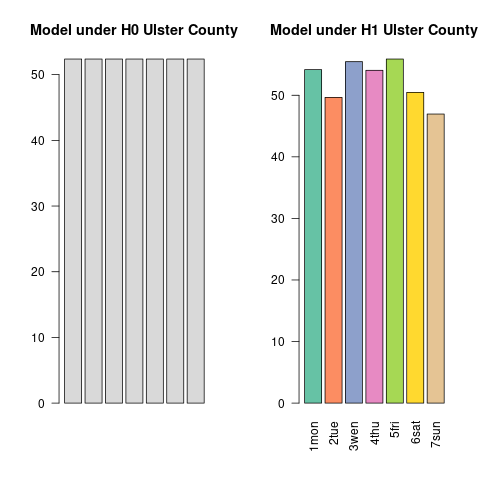 Model under H0 Ulster County
50
40
30
20
10
0
Model under H1 Ulster County
50
40
30
20
10
0
1mon
2tue
3wen
4thu
5fri
6sat
7sun